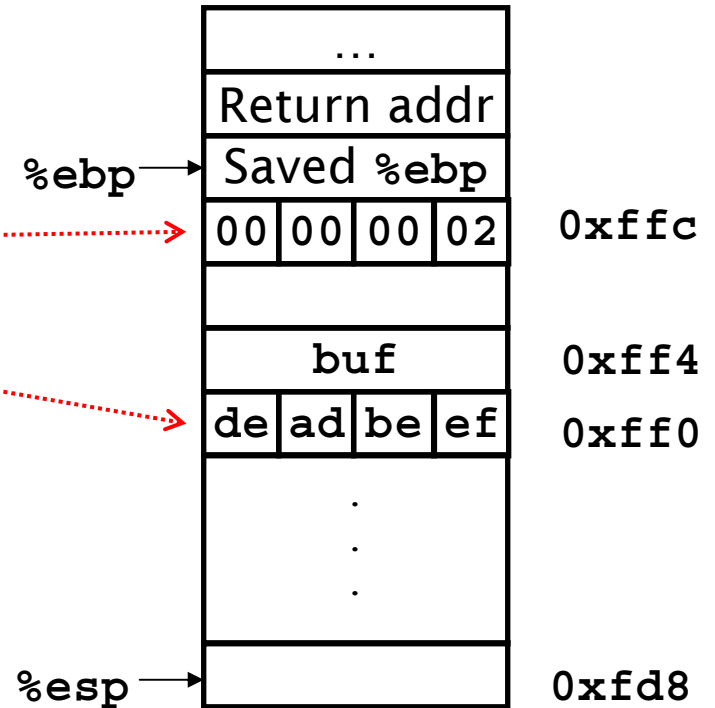 ...
Return addr
%ebp Saved %ebp
00 00 00 02 0xffc
buf 0xff4
de ad be ef 0xff0
.
.
.
%esp 0xfd8